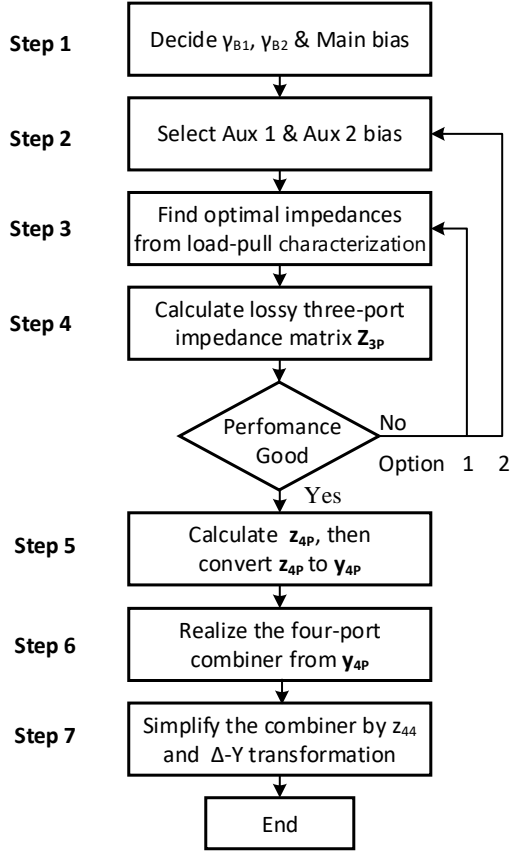 Step 1
Decide γB1, γB2 & Main bias
Step 2
Select Aux 1 & Aux 2 bias
Step 3
Find optimal impedances
from load-pull characterization
Step 4
Calculate lossy three-port
impedance matrix Z3P
Perfomance
Good
No
Option 1 2
Yes
Step 5
Calculate z4P, then
convert z4P to y4P
Step 6
Realize the four-port
combiner from y4P
Step 7
Simplify the combiner by z44
and Δ-Y transformation
End